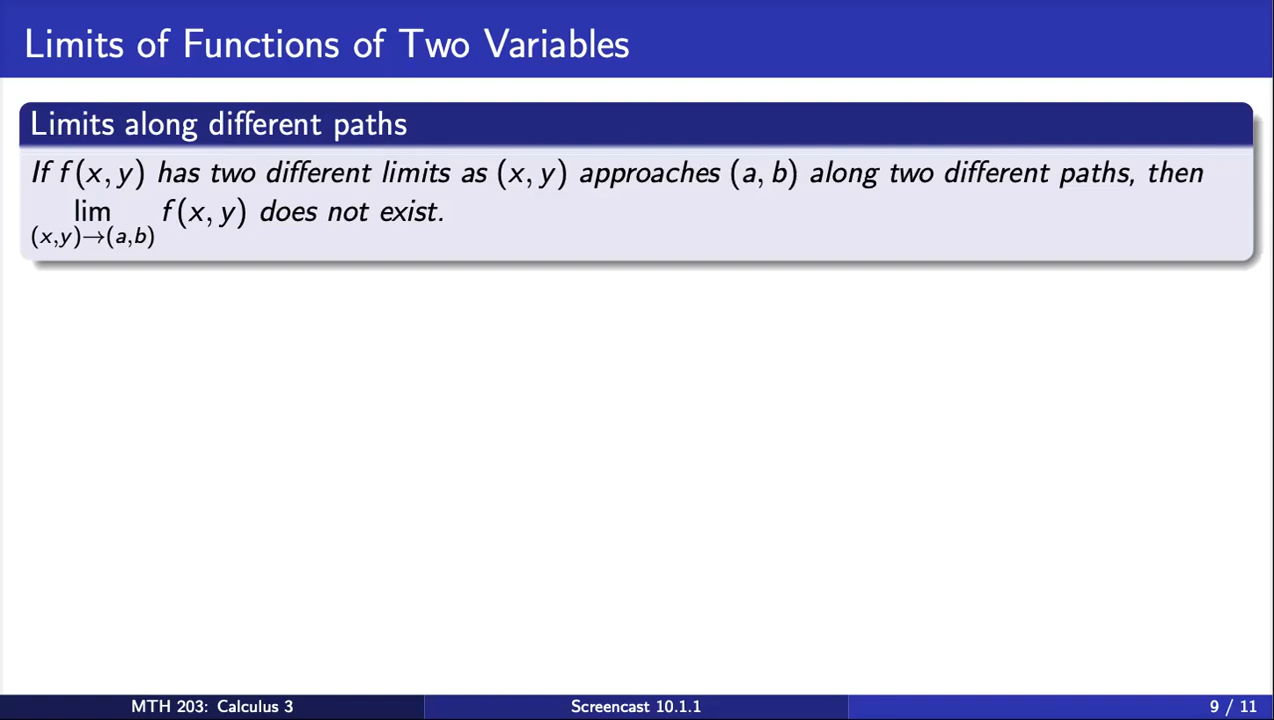 Limits of Functions of Two Variables
Limits along different paths
If f(x, y) has two different limits as (x, y) approaches (a, b) along two different paths, then
lim f(x, y) does not exist.
(x,y)→(a,b)
MTH 203: Calculus 3 Screencast 10.1.1 9 / 11